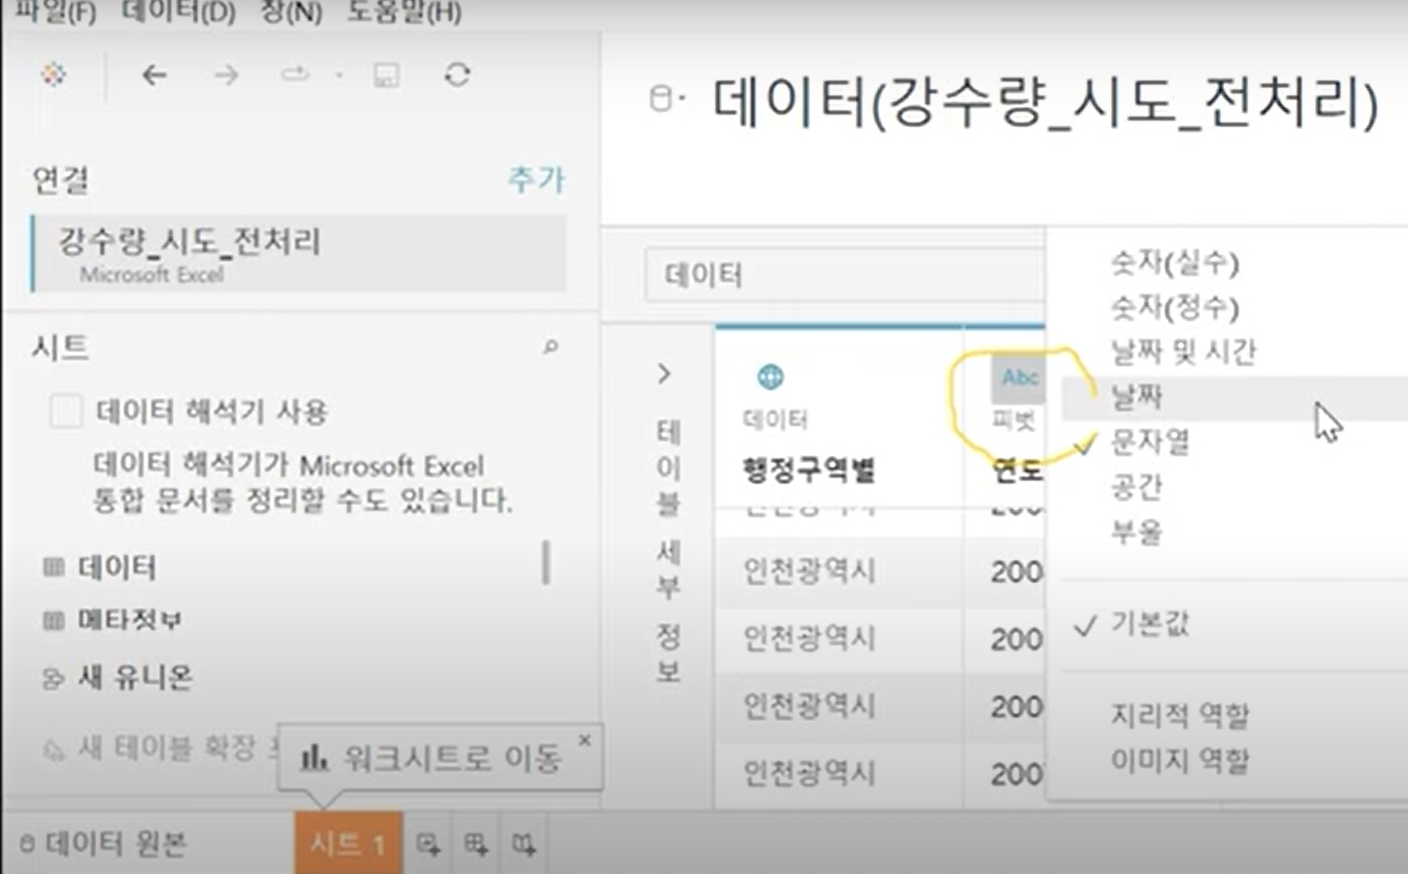 파일(F) 데이터(D) 창(N) 도움말(H)
데이터(강수량_시도_전처리)
연결 추가
강수량_시도_전처리
Microsoft Excel
시트
데이터 해석기 사용
데이터 해석기가 Microsoft Excel
통합 문서를 정리할 수도 있습니다.
데이터
메타정보
새 유니온
새 테이블 확장
워크시트로 이동
데이터 원본
시트 1
데이터
테이블 세부 정보
데이터
행정구역별
Abc
피벗
연도
인천광역시 200
인천광역시 200
인천광역시 200
인천광역시 200
숫자(실수)
숫자(정수)
날짜 및 시간
날짜
문자열
공간
부울
기본값
지리적 역할
이미지 역할